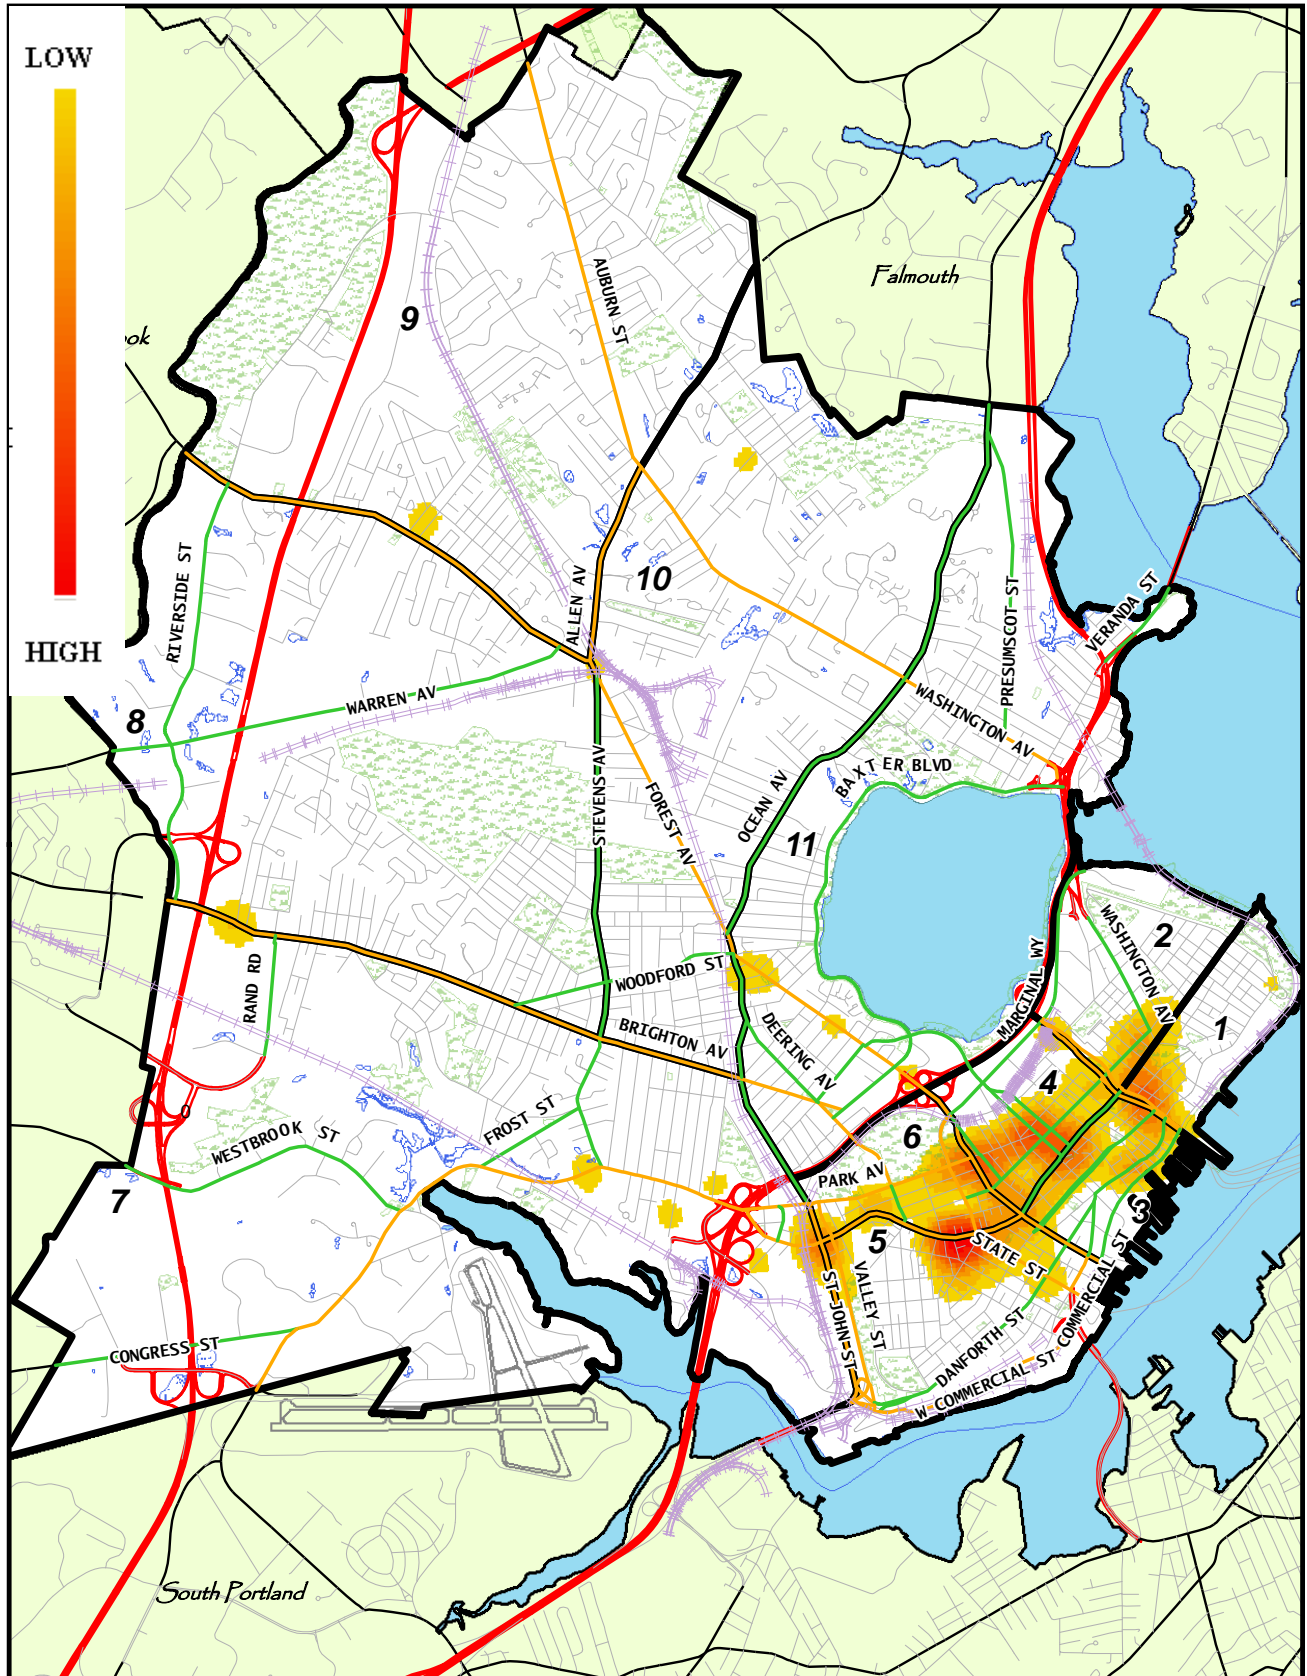 LOW
HIGH
ook
Falmouth
AUBURN ST
9
10
ALLEN AV
RIVERSIDE ST
PRESUMSCOT ST
VERANDA ST
WARREN AV
8
WASHINGTON AV
BAXTER BLVD
STEVENS AV
FOREST AV
OCEAN AV
11
WASHINGTON AV
2
MARGINAL WY
WOODFORD ST
RAND RD
BRIGHTON AV
DEERING AV
1
4
0
FROST ST
WESTBROOK ST
6
PARK AV
7
3
5
STATE ST
ST JOHN ST
VALLEY ST
COMMERCIAL ST
DANFORTH ST
CONGRESS ST
W COMMERCIAL ST
South Portland